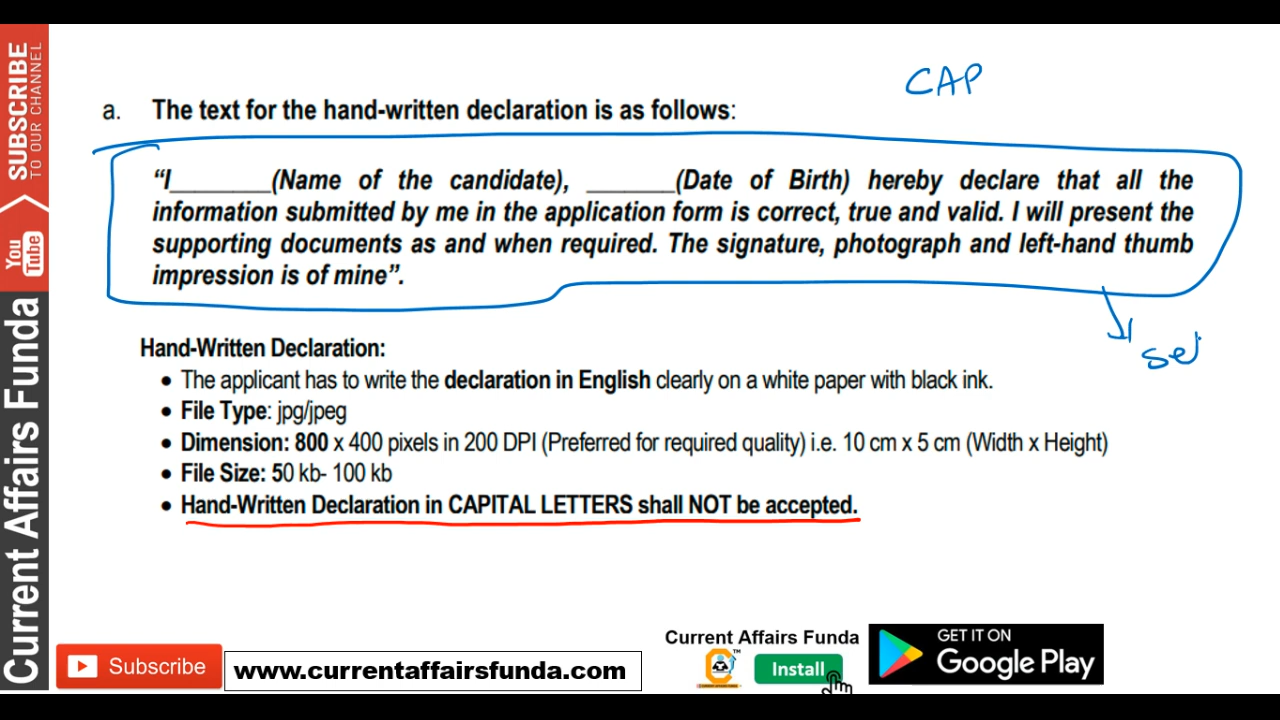 SUBSCRIBE
TO OUR CHANNEL
You
Tube
Current Affairs Funda
CAP
a. The text for the hand-written declaration is as follows:
“I________(Name of the candidate), _______(Date of Birth) hereby declare that all the
information submitted by me in the application form is correct, true and valid. I will present the
supporting documents as and when required. The signature, photograph and left-hand thumb
impression is of mine”.
Hand-Written Declaration:
• The applicant has to write the declaration in English clearly on a white paper with black ink.
• File Type: jpg/jpeg
• Dimension: 800 x 400 pixels in 200 DPI (Preferred for required quality) i.e. 10 cm x 5 cm (Width x Height)
• File Size: 50 kb- 100 kb
• Hand-Written Declaration in CAPITAL LETTERS shall NOT be accepted.
Subscribe
www.currentaffairsfunda.com
Current Affairs Funda
TM
Install
GET IT ON
Google Play